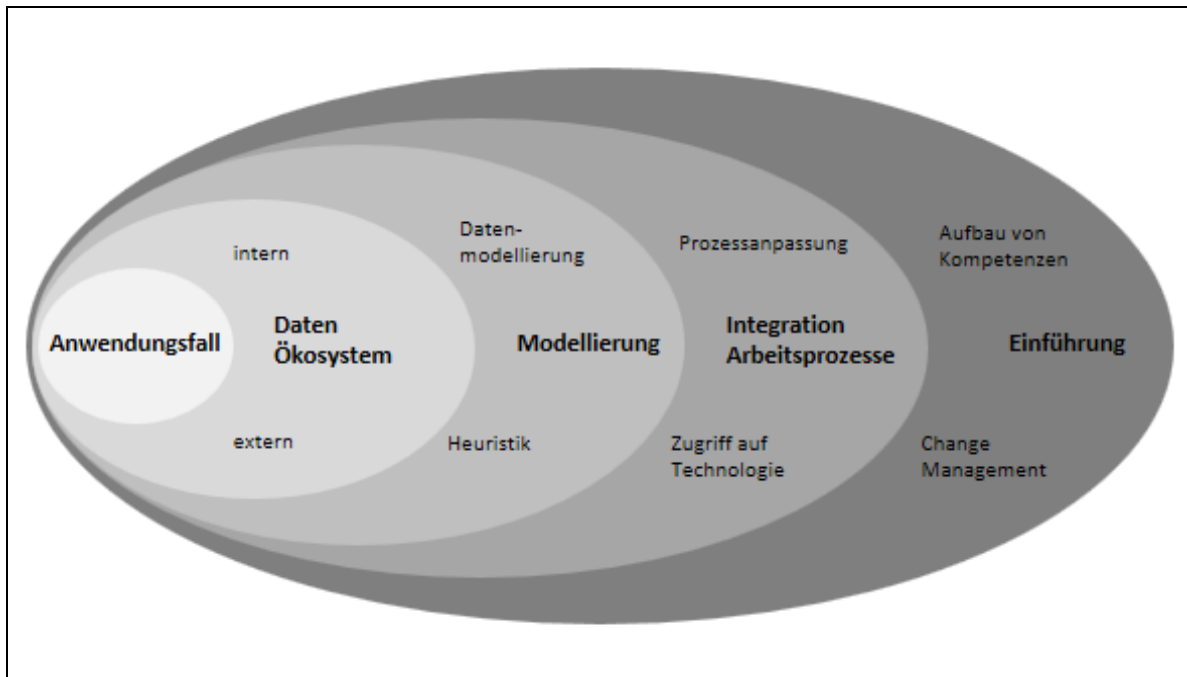 Anwendungsfall
intern
Daten
Ökosystem
extern
Daten-
modellierung
Modellierung
Heuristik
Prozessanpassung
Integration
Arbeitsprozesse
Zugriff auf
Technologie
Aufbau von
Kompetenzen
Einführung
Change
Management